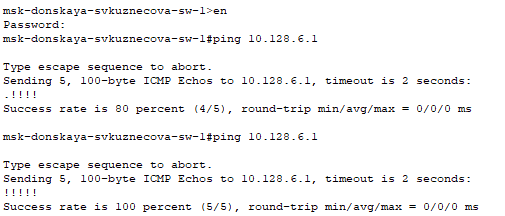 msk-donskaya-svkuznecova-sw-1>en
Password:
msk-donskaya-svkuznecova-sw-1#ping 10.128.6.1
Type escape sequence to abort.
Sending 5, 100-byte ICMP Echos to 10.128.6.1, timeout is 2 seconds:
.!!!!
Success rate is 80 percent (4/5), round-trip min/avg/max = 0/0/0 ms
msk-donskaya-svkuznecova-sw-1#ping 10.128.6.1
Type escape sequence to abort.
Sending 5, 100-byte ICMP Echos to 10.128.6.1, timeout is 2 seconds:
!!!!!
Success rate is 100 percent (5/5), round-trip min/avg/max = 0/0/0 ms